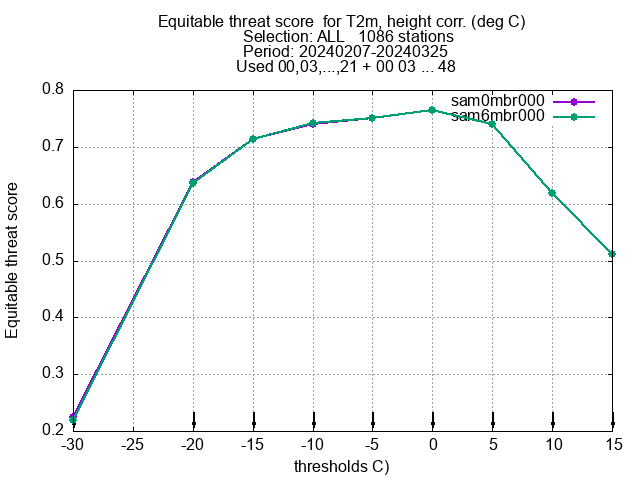 Equitable threat score  for T2m, height corr. (deg C)
Selection: ALL   1086 stations
Period: 20240207-20240325
Used 00,03,...,21 + 00 03 ... 48
sam0mbr000
sam6mbr000
Equitable threat score
0.8
0.7
0.6
0.5
0.4
0.3
0.2
-30 -25 -20 -15 -10 -5 0 5 10 15
thresholds C)